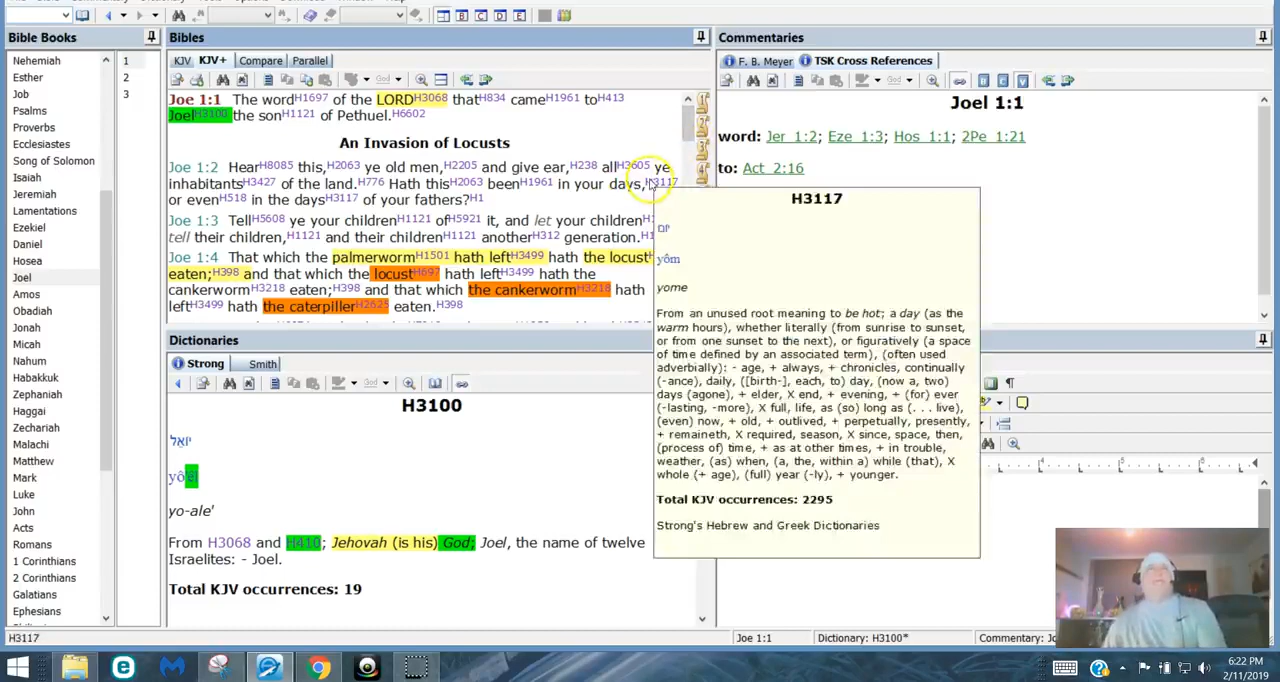 Bible Books
Nehemiah
Esther
Job
Psalms
Proverbs
Ecclesiastes
Song of Solomon
Isaiah
Jeremiah
Lamentations
Ezekiel
Daniel
Hosea
Joel
Amos
Obadiah
Jonah
Micah
Nahum
Habakkuk
Zephaniah
Haggai
Zechariah
Malachi
Matthew
Mark
Luke
John
Acts
Romans
1 Corinthians
2 Corinthians
Galatians
Ephesians
1
2
3
B C D E
Bibles
KJV KJV+ Compare Parallel
Joe 1:1 The wordH1697 of the LORDH3068 thatH834 cameH1961 toH413
JoelH3100 the sonH1121 of Pethuel.H6602
An Invasion of Locusts
Joe 1:2 HearH8085 this,H2063 ye old men,H2205 and give ear,H238 allH3605 ye
inhabitantsH3427 of the land.H776 Hath thisH2063 beenH1961 in your days,H3117
or evenH518 in the daysH3117 of your fathers?H1
Joe 1:3 TellH5608 ye your childrenH1121 ofH5921 it, and let your childrenH1
tell their children,H1121 and their childrenH1121 anotherH312 generation.H1
Joe 1:4 That which the palmerwormH1501 hath leftH3499 hath the locustH
eaten;H398 and that which the locustH697 hath leftH3499 hath the
cankerwormH3218 eaten;H398 and that which the cankerwormH3218 hath
leftH3499 hath the caterpillerH2625 eaten.H398
Commentaries
F. B. Meyer TSK Cross References
Joel 1:1
word: Jer 1:2; Eze 1:3; Hos 1:1; 2Pe 1:21
to: Act 2:16
H3117
יום
yôm
yome
From an unused root meaning to be hot; a day (as the
warm hours), whether literally (from sunrise to sunset,
or from one sunset to the next), or figuratively (a space
of time defined by an associated term), (often used
adverbially): - age, + always, + chronicles, continually
(-ance), daily, ([birth-], each, to) day, (now a, two)
days (agone), + elder, X end, + evening, + (for) ever
(-lasting, -more), X full, life, as (so) long as (. . . live),
(even) now, + old, + outlived, + perpetually, presently,
+ remaineth, X required, season, X since, space, then,
(process of) time, + as at other times, + in trouble,
weather, (as) when, (a, the, within a) while (that), X
whole (+ age), (full) year (-ly), + younger.
Total KJV occurrences: 2295
Strong's Hebrew and Greek Dictionaries
Dictionaries
Strong Smith
H3100
יואל
yô'êl
yo-ale'
From H3068 and H410; Jehovah (is his) God; Joel, the name of twelve
Israelites: - Joel.
Total KJV occurrences: 19
H3117
Joe 1:1
Dictionary: H3100*
6:22 PM
2/11/2019